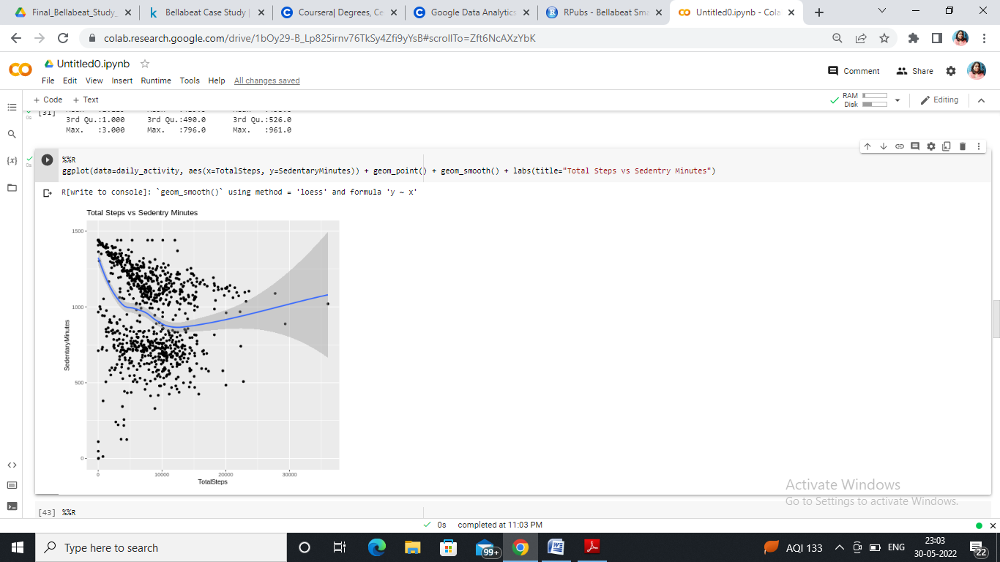 Final_Bellabeat_Study_
Bellabeat Case Study |
Coursera| Degrees, Ce
Google Data Analytics
RPubs - Bellabeat Sma
Untitled0.ipynb - Cola
colab.research.google.com/drive/1bOy29-B_Lp825irnv76TkSy4Zfi9yYsB#scrollTo=Zft6NcAXzYbK
Untitled0.ipynb
File Edit View Insert Runtime Tools Help All changes saved
Comment Share
+ Code + Text
RAM
Disk
Editing
[31]
0s
3rd Qu.:1.000 3rd Qu.:490.0 3rd Qu.:526.0
Max. :3.000 Max. :796.0 Max. :961.0
0s
%%R
ggplot(data=daily_activity, aes(x=TotalSteps, y=SedentaryMinutes)) + geom_point() + geom_smooth() + labs(title="Total Steps vs Sedentry Minutes")
R[write to console]: `geom_smooth()` using method = 'loess' and formula 'y ~ x'
Total Steps vs Sedentry Minutes
1500
1000
500
0
SedentaryMinutes
0 10000 20000 30000
TotalSteps
Activate Windows
Go to Settings to activate Windows.
[43] %%R
0s completed at 11:03 PM
Type here to search
99+
AQI 133
ENG
23:03
30-05-2022
22